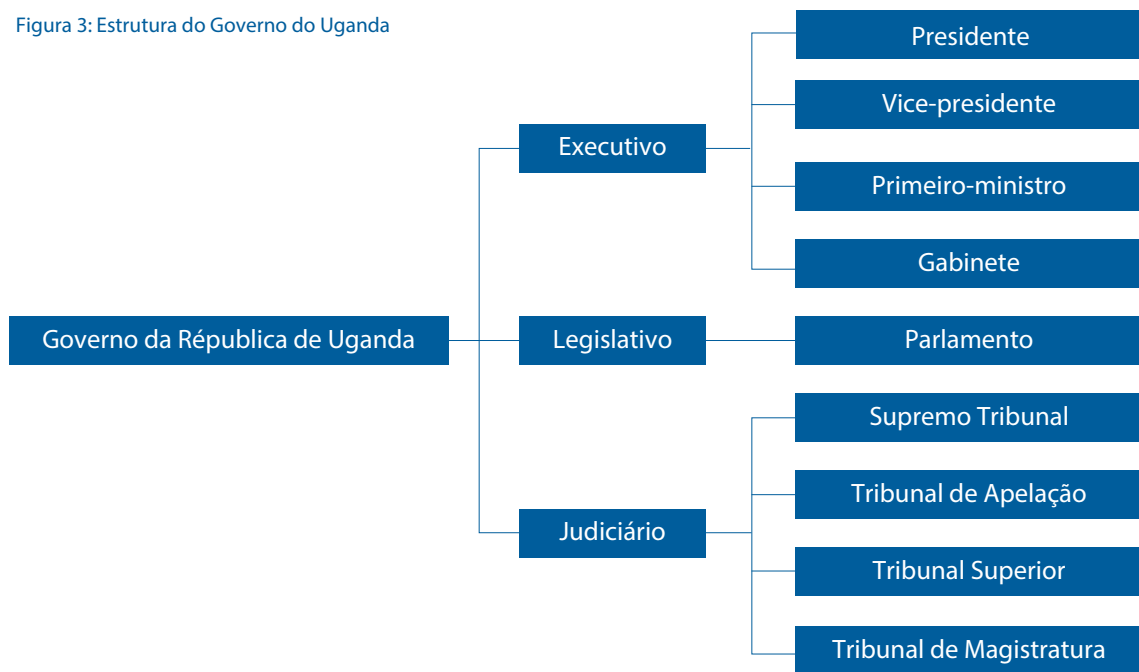 Figura 3: Estrutura do Governo do Uganda
Governo da Républica de Uganda
Executivo
Presidente
Vice-presidente
Primeiro-ministro
Gabinete
Legislativo
Parlamento
Judiciário
Supremo Tribunal
Tribunal de Apelação
Tribunal Superior
Tribunal de Magistratura